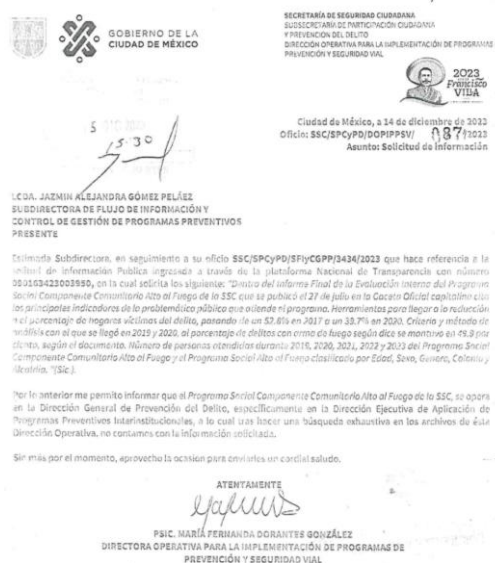 GOBIERNO DE LA
CIUDAD DE MÉXICO
SECRETARÍA DE SEGURIDAD CIUDADANA
SUBSECRETARÍA DE PARTICIPACIÓN CIUDADANA
Y PREVENCIÓN DEL DELITO
DIRECCIÓN OPERATIVA PARA LA IMPLEMENTACIÓN DE PROGRAMAS
PREVENCIÓN Y SEGURIDAD VIAL
2023
Francisco
VILLA
Ciudad de México, a 14 de diciembre de 2023
Oficio: SSC/SPCyPD/DOPIPPSV/ 087/2023
Asunto: Solicitud de Información
15:30
LCDA. JAZMIN ALEJANDRA GÓMEZ PELÁEZ
SUBDIRECTORA DE FLUJO DE INFORMACIÓN Y
CONTROL DE GESTIÓN DE PROGRAMAS PREVENTIVOS
PRESENTE
Estimada Subdirectora, en seguimiento a su oficio SSC/SPCyPD/SFIyCGPP/3434/2023 que hace referencia a la
solicitud de Información Publica ingresada a través de la plataforma Nacional de Transparencia con número
090163423003950, en la cual solicita lo siguiente: "Dentro del Informe Final de la Evaluación Interna del Programa
Social Componente Comunitario Alto al Fuego de la SSC que se publicó el 27 de julio en la Gaceta Oficial capitalina cito
los principales indicadores de la problemática pública que atiende el programa. Herramientas para llegar a la reducción
el porcentaje de hogares víctimas del delito, pasando de un 52.6% en 2017 a un 39.7% en 2020. Criterio y método de
análisis con el que se llegó en 2019 y 2020, al porcentaje de delitos con arma de fuego según dice se mantuvo en 49.8 por
ciento, según el documento. Número de personas atendidas durante 2019, 2020, 2021, 2022 y 2023 del Programa Social
Componente Comunitario Alto al Fuego y el Programa Social Alto al Fuego clasificado por Edad, Sexo, Genero, Colonia y
Alcaldía. "(Sic.).
Por lo anterior me permito informar que el Programa Social Componente Comunitario Alto al Fuego de la SSC, se opera
en la Dirección General de Prevención del Delito, específicamente en la Dirección Ejecutiva de Aplicación de
Programas Preventivos Interinstitucionales, a lo cual tras hacer una búsqueda exhaustiva en los archivos de ésta
Dirección Operativa, no contamos con la información solicitada.
Sin más por el momento, aprovecho la ocasión para enviarles un cordial saludo.
ATENTAMENTE
PSIC. MARÍA FERNANDA DORANTES GONZÁLEZ
DIRECTORA OPERATIVA PARA LA IMPLEMENTACIÓN DE PROGRAMAS DE
PREVENCIÓN Y SEGURIDAD VIAL